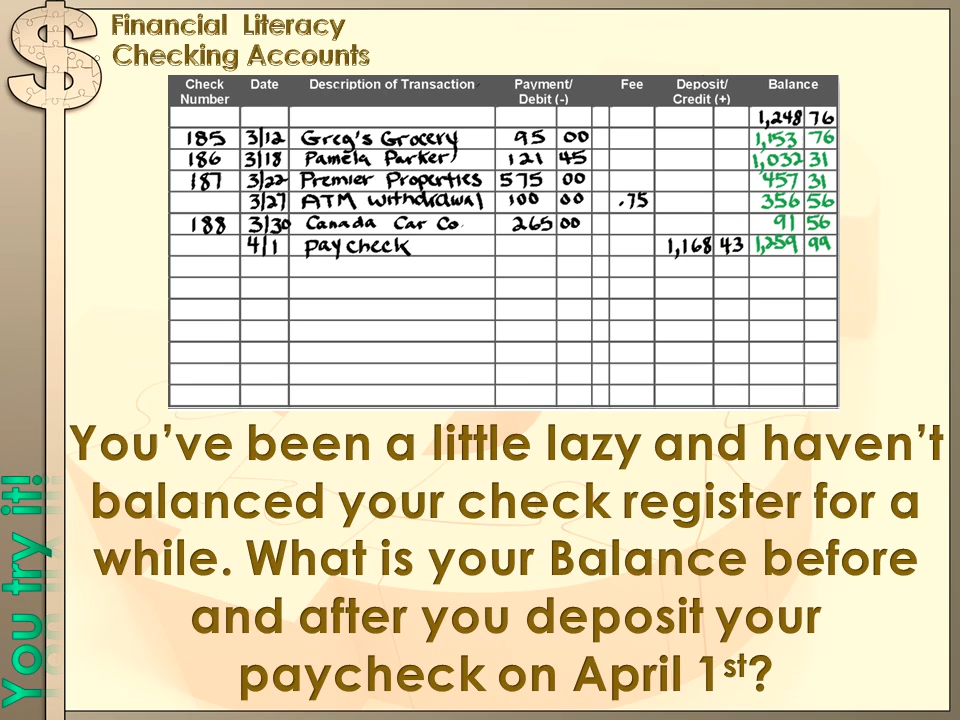 Financial Literacy
Checking Accounts
Check Number Date Description of Transaction Payment/ Debit (-) Fee Deposit/ Credit (+) Balance
1,248 76
185 3/12 Greg's Grocery 95 00 1,153 76
186 3/18 Pamela Parker 121 45 1,032 31
187 3/22 Premier Properties 575 00 457 31
3/27 ATM withdrawal 100 00 .75 356 56
188 3/30 Canada Car Co. 265 00 91 56
4/1 paycheck 1,168 43 1,259 99
You've been a little lazy and haven't
balanced your check register for a
while. What is your Balance before
and after you deposit your
paycheck on April 1st?
You try it!